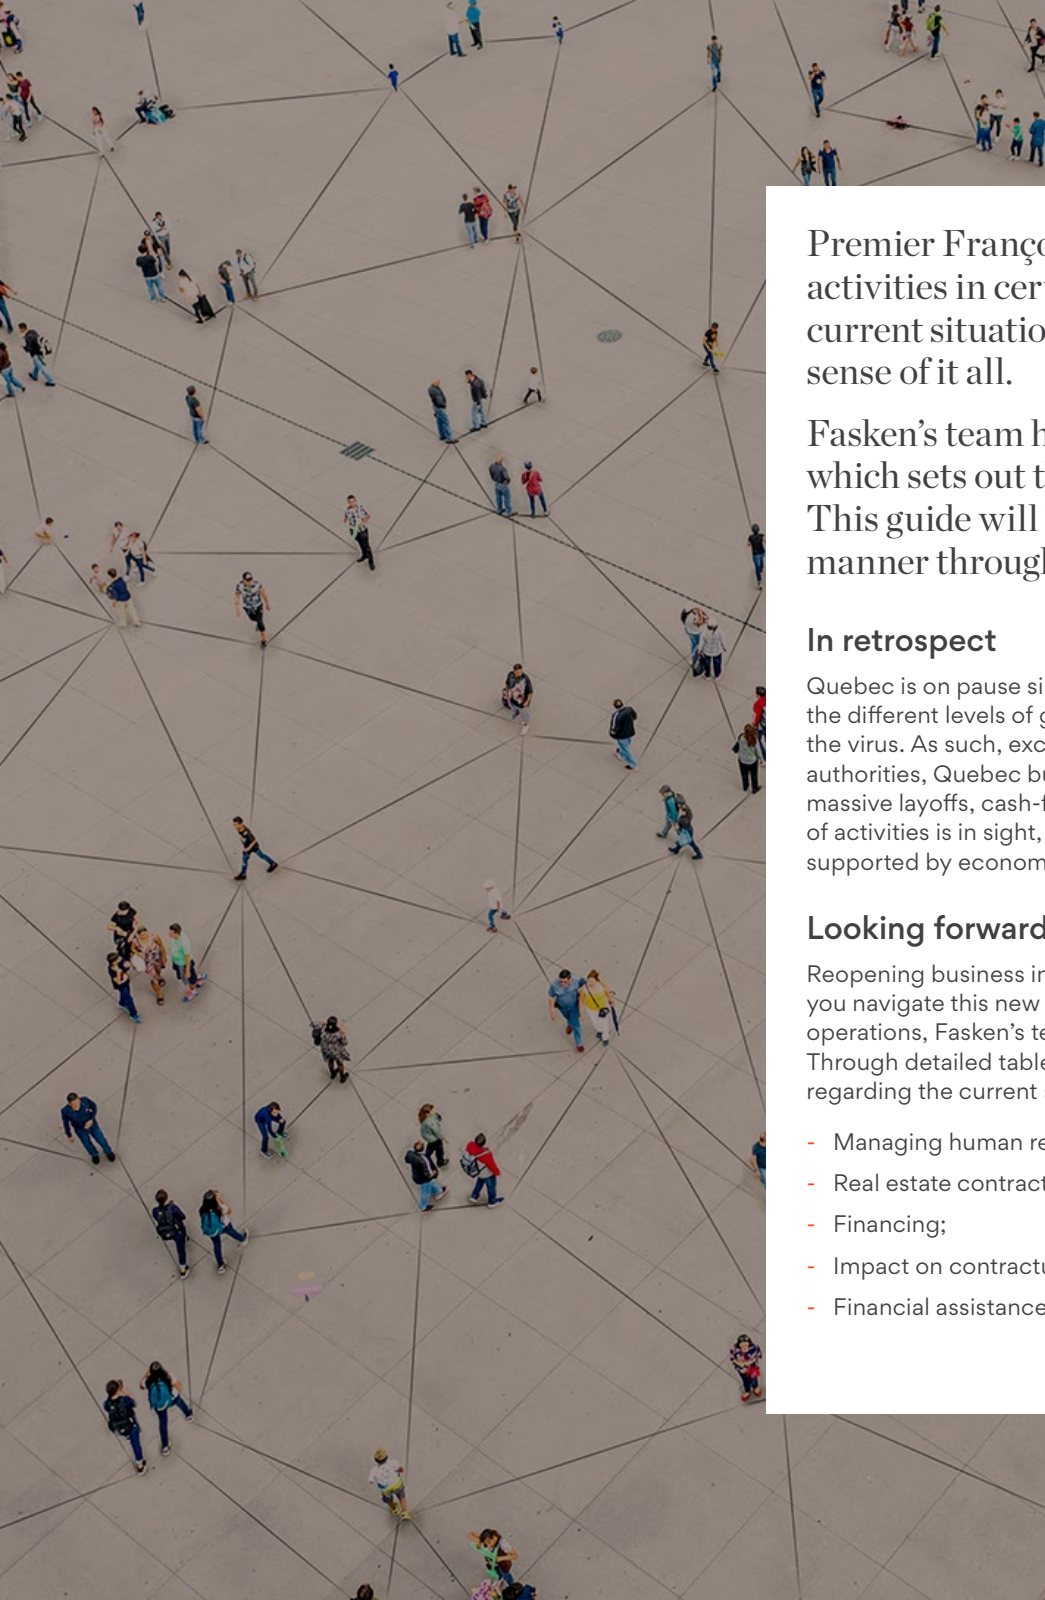 Premier Franço
activities in cer
current situatio
sense of it all.
Fasken’s team h
which sets out t
This guide will
manner through
In retrospect
Quebec is on pause si
the different levels of g
the virus. As such, exc
authorities, Quebec bu
massive layoffs, cash-f
of activities is in sight,
supported by econom
Looking forward
Reopening business in
you navigate this new
operations, Fasken’s te
Through detailed table
regarding the current s
- Managing human re
- Real estate contract
- Financing;
- Impact on contractu
- Financial assistance